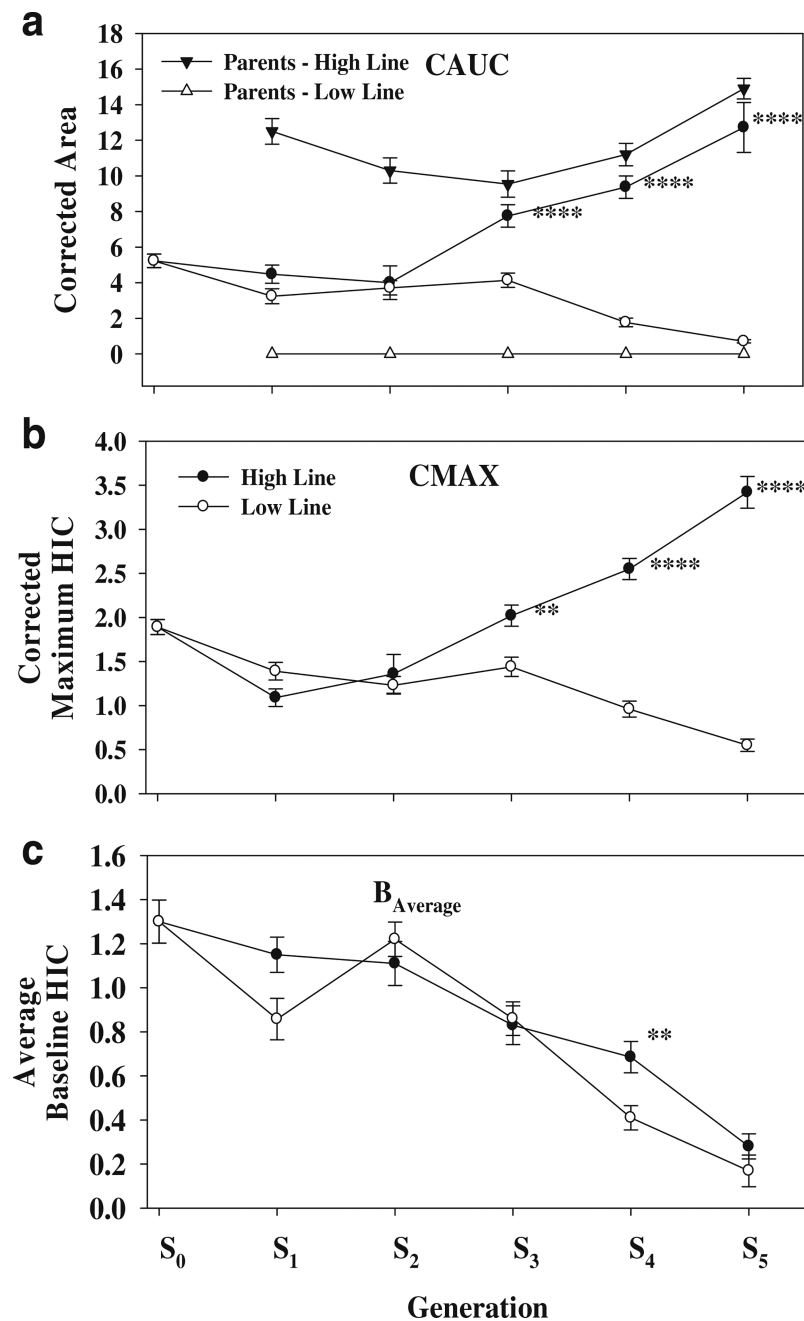 a
18
16
14
12
10
8
6
4
2
0
Corrected Area
Parents - High Line
Parents - Low Line
CAUC
****
****
****
b
4.0
3.5
3.0
2.5
2.0
1.5
1.0
0.5
0.0
Corrected
Maximum HIC
High Line
Low Line
CMAX
**
****
****
c
1.6
1.4
1.2
1.0
0.8
0.6
0.4
0.2
0.0
Average
Baseline HIC
BAverage
**
S0 S1 S2 S3 S4 S5
Generation